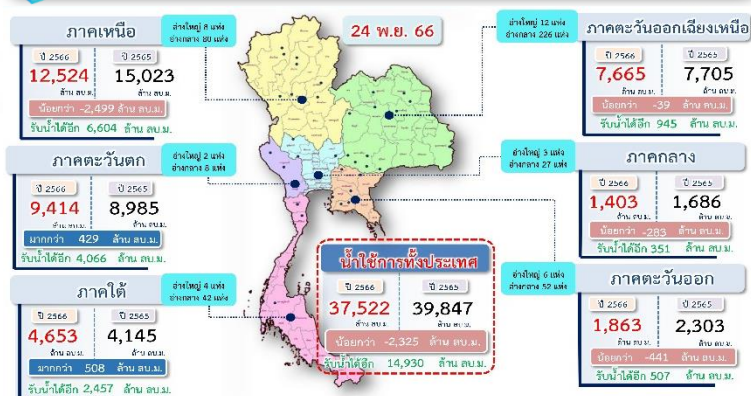 24 พ.ย. 66
ภาคเหนือ
อ่างใหญ่ 8 แห่ง
อ่างกลาง 80 แห่ง
ปี 2566 ปี 2565
12,524 15,023
ล้าน ลบ.ม. ล้าน ลบ.ม.
น้อยกว่า -2,499 ล้าน ลบ.ม.
รับน้ำได้อีก 6,604 ล้าน ลบ.ม.
ภาคตะวันออกเฉียงเหนือ
อ่างใหญ่ 12 แห่ง
อ่างกลาง 226 แห่ง
ปี 2566 ปี 2565
7,665 7,705
ล้าน ลบ.ม. ล้าน ลบ.ม.
น้อยกว่า -39 ล้าน ลบ.ม.
รับน้ำได้อีก 945 ล้าน ลบ.ม.
ภาคตะวันตก
อ่างใหญ่ 2 แห่ง
อ่างกลาง 8 แห่ง
ปี 2566 ปี 2565
9,414 8,985
ล้าน ลบ.ม. ล้าน ลบ.ม.
มากกว่า 429 ล้าน ลบ.ม.
รับน้ำได้อีก 4,066 ล้าน ลบ.ม.
ภาคกลาง
อ่างใหญ่ 3 แห่ง
อ่างกลาง 27 แห่ง
ปี 2566 ปี 2565
1,403 1,686
ล้าน ลบ.ม. ล้าน ลบ.ม.
น้อยกว่า -283 ล้าน ลบ.ม.
รับน้ำได้อีก 351 ล้าน ลบ.ม.
ภาคใต้
อ่างใหญ่ 4 แห่ง
อ่างกลาง 42 แห่ง
ปี 2566 ปี 2565
4,653 4,145
ล้าน ลบ.ม. ล้าน ลบ.ม.
มากกว่า 508 ล้าน ลบ.ม.
รับน้ำได้อีก 2,457 ล้าน ลบ.ม.
น้ำใช้การทั้งประเทศ
ปี 2566 ปี 2565
37,522 39,847
ล้าน ลบ.ม. ล้าน ลบ.ม.
น้อยกว่า -2,325 ล้าน ลบ.ม.
รับน้ำได้อีก 14,930 ล้าน ลบ.ม.
ภาคตะวันออก
อ่างใหญ่ 6 แห่ง
อ่างกลาง 52 แห่ง
ปี 2566 ปี 2565
1,863 2,303
ล้าน ลบ.ม. ล้าน ลบ.ม.
น้อยกว่า -441 ล้าน ลบ.ม.
รับน้ำได้อีก 507 ล้าน ลบ.ม.